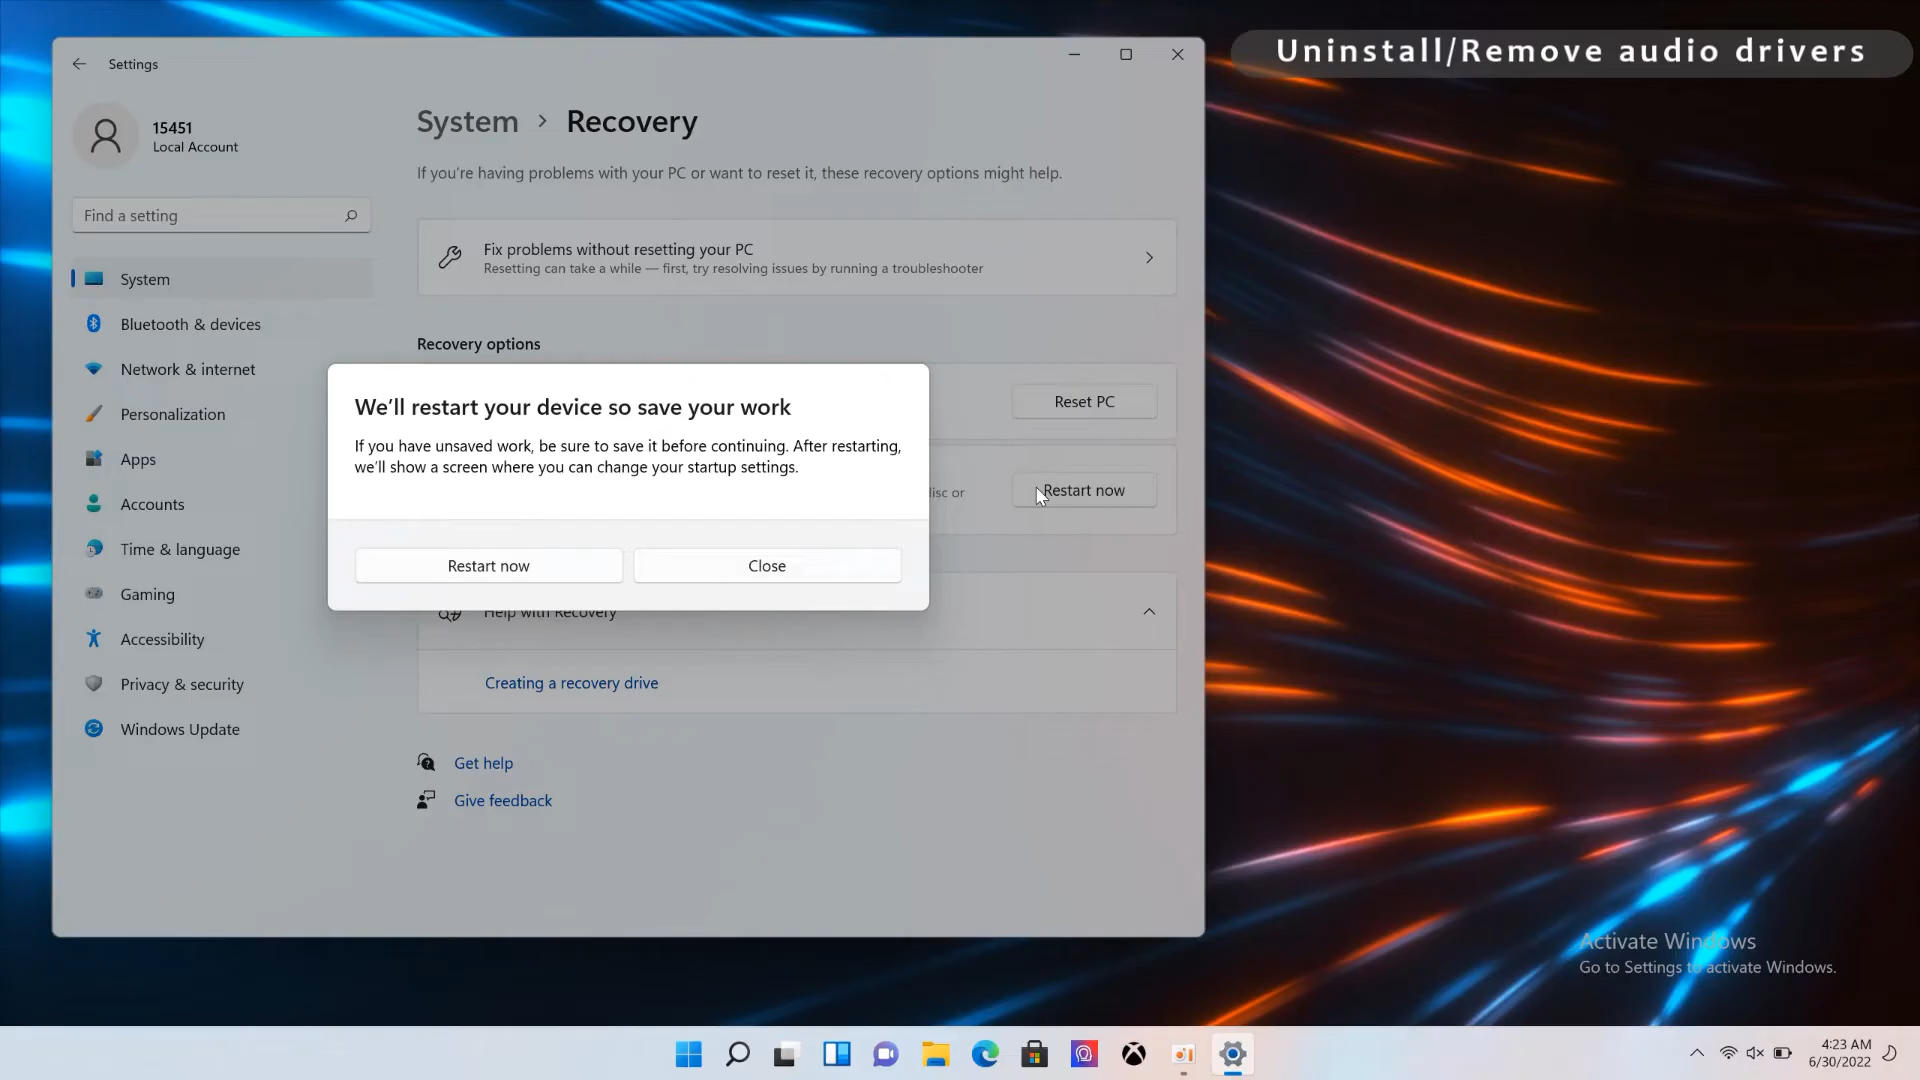 Uninstall/Remove audio drivers
Settings
15451
Local Account
Find a setting
System
Bluetooth & devices
Network & internet
Personalization
Apps
Accounts
Time & language
Gaming
Accessibility
Privacy & security
Windows Update
System > Recovery
If you're having problems with your PC or want to reset it, these recovery options might help.
Fix problems without resetting your PC
Resetting can take a while — first, try resolving issues by running a troubleshooter
Recovery options
Reset PC
disc or
Restart now
We'll restart your device so save your work
If you have unsaved work, be sure to save it before continuing. After restarting,
we'll show a screen where you can change your startup settings.
Restart now
Close
Help with Recovery
Creating a recovery drive
Get help
Give feedback
Activate Windows
Go to Settings to activate Windows.
4:23 AM
6/30/2022